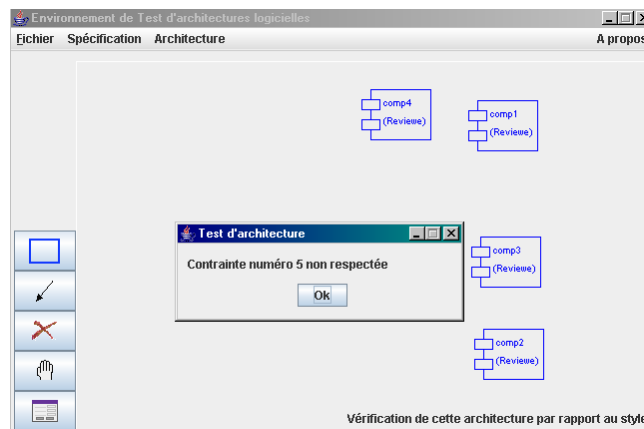 Environnement de Test d'architectures logicielles
Fichier Spécification Architecture A propos
comp4
(Reviewe)
comp1
(Reviewe)
Test d'architecture
Contrainte numéro 5 non respectée
Ok
comp3
(Reviewe)
comp2
(Reviewe)
Vérification de cette architecture par rapport au style